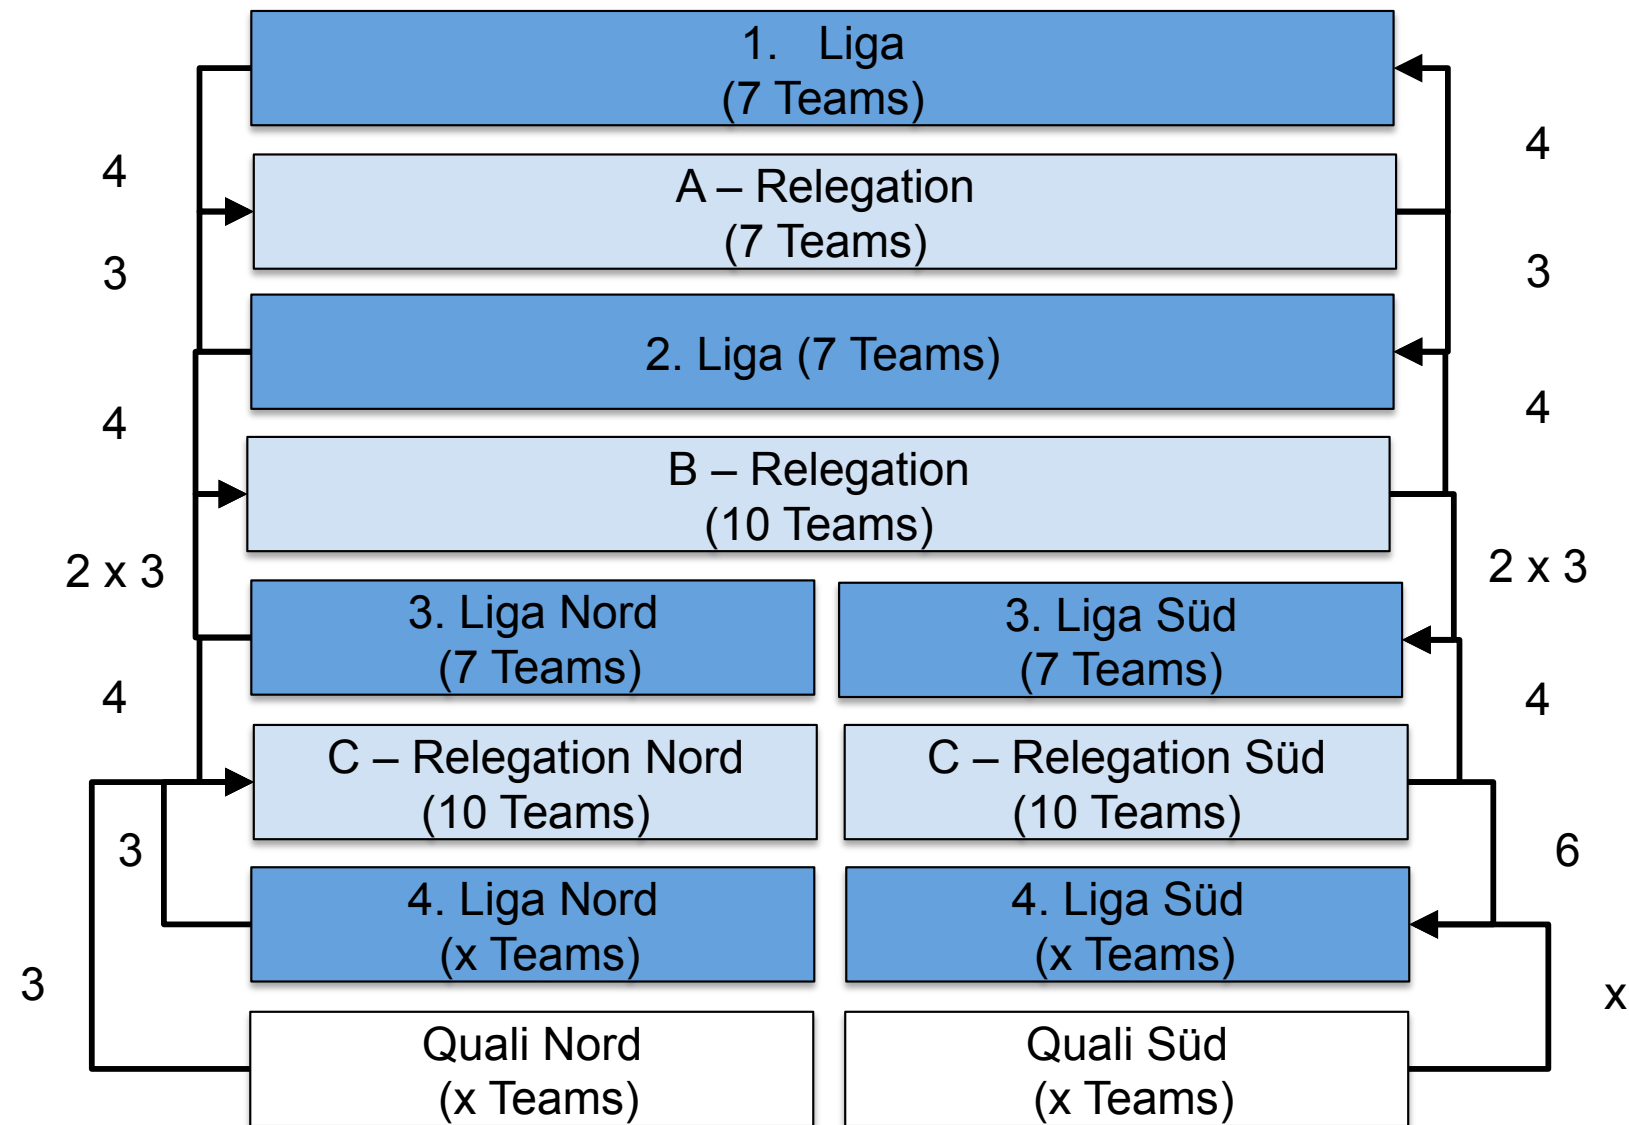 1. Liga
(7 Teams)
4
4
A – Relegation
(7 Teams)
3
3
2. Liga (7 Teams)
4
4
B – Relegation
(10 Teams)
2 x 3
2 x 3
3. Liga Nord
(7 Teams)
3. Liga Süd
(7 Teams)
4
4
C – Relegation Nord
(10 Teams)
C – Relegation Süd
(10 Teams)
3
6
4. Liga Nord
(x Teams)
4. Liga Süd
(x Teams)
3
x
Quali Nord
(x Teams)
Quali Süd
(x Teams)